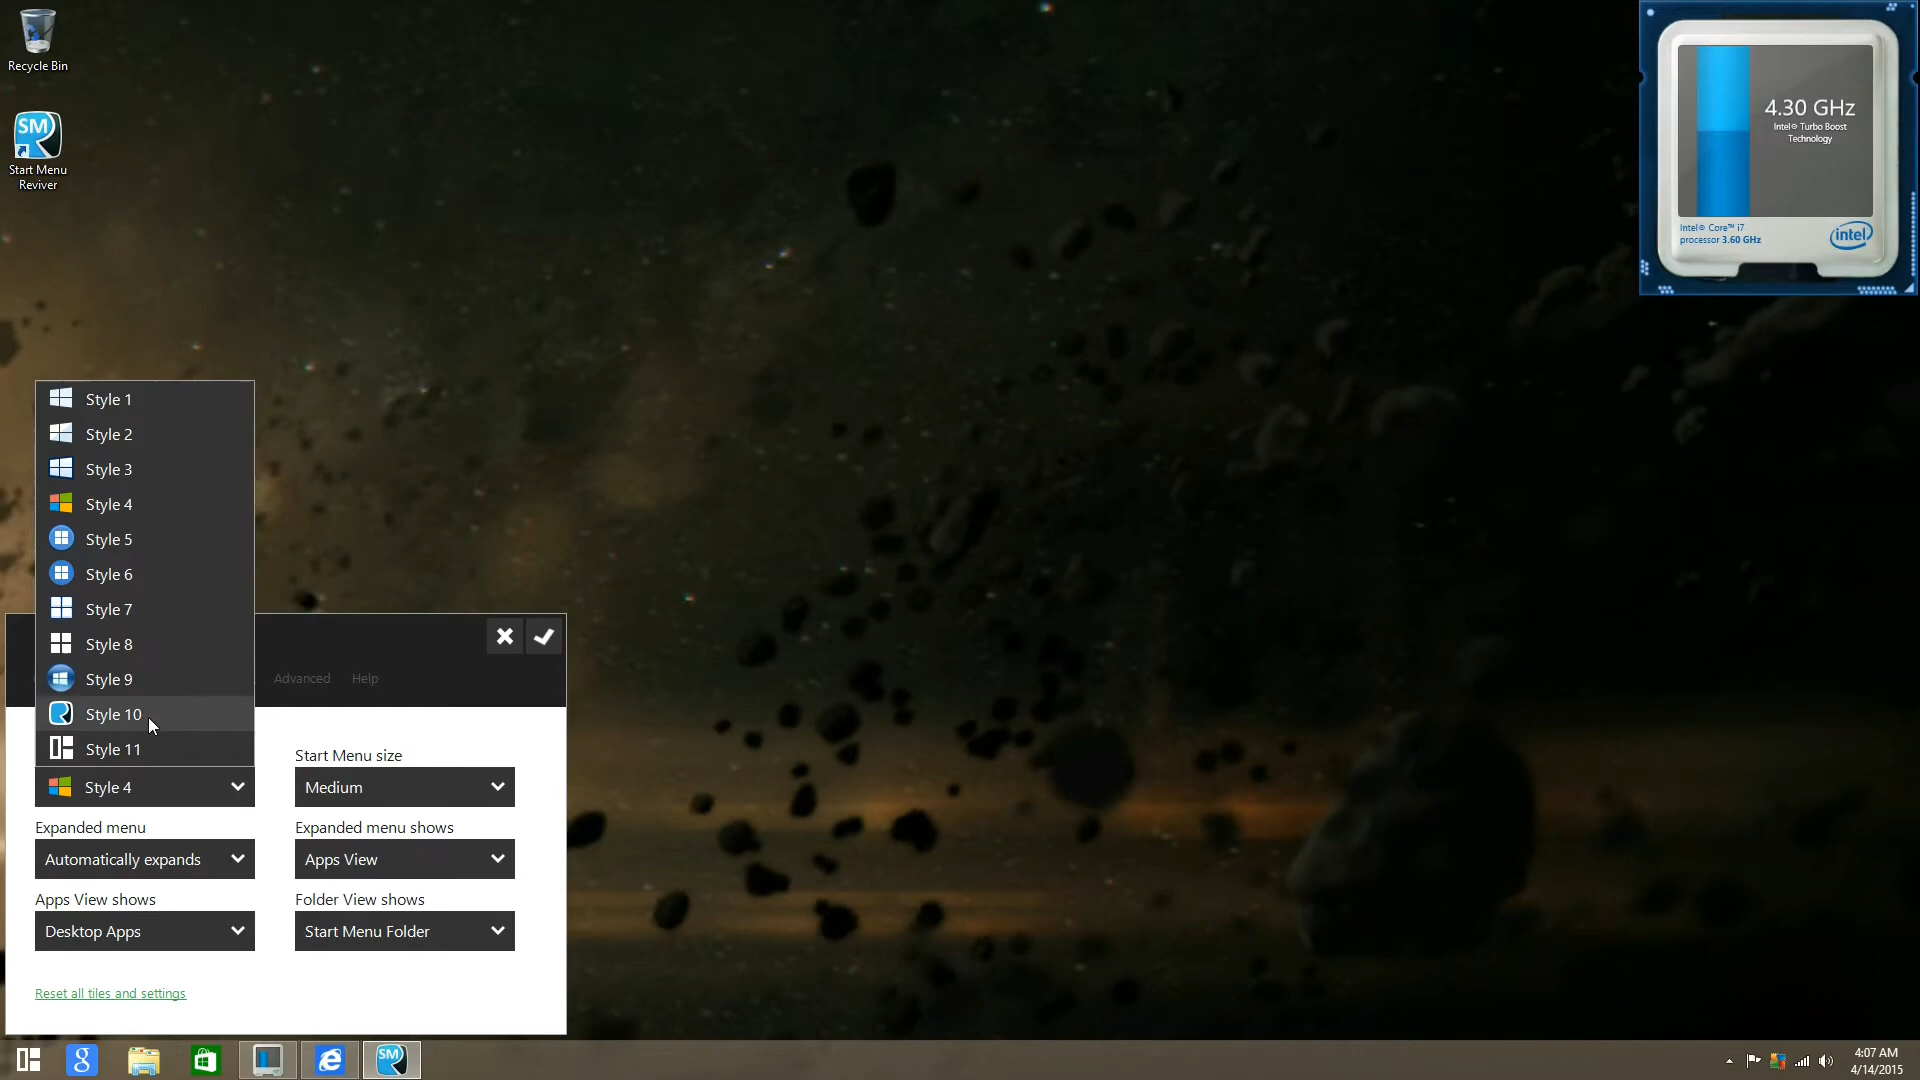 Recycle Bin
SM
Start Menu
Reviver
4.30 GHz
Intel® Turbo Boost
Technology
Intel® Core™ i7
processor 3.60 GHz
intel
Style 1
Style 2
Style 3
Style 4
Style 5
Style 6
Style 7
Style 8
Style 9
Style 10
Style 11
Advanced
Help
Style 4
Start Menu size
Medium
Expanded menu
Automatically expands
Expanded menu shows
Apps View
Apps View shows
Desktop Apps
Folder View shows
Start Menu Folder
Reset all tiles and settings
g
SM
4:07 AM
4/14/2015